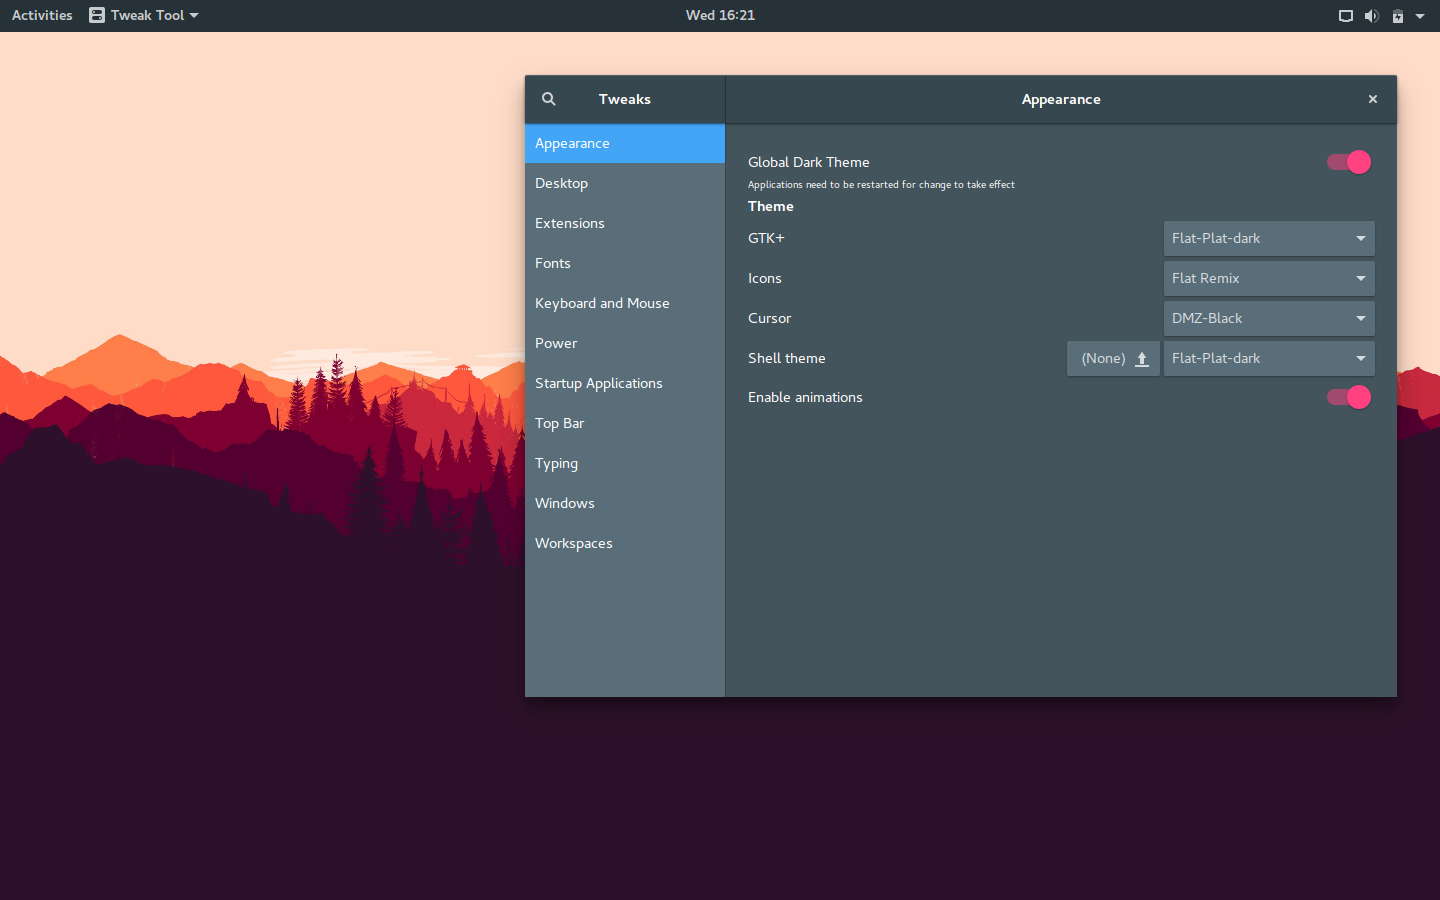 Activities Tweak Tool Wed 16:21
Tweaks Appearance
Appearance
Desktop
Extensions
Fonts
Keyboard and Mouse
Power
Startup Applications
Top Bar
Typing
Windows
Workspaces
Global Dark Theme
Applications need to be restarted for change to take effect
Theme
GTK+ Flat-Plat-dark
Icons Flat Remix
Cursor DMZ-Black
Shell theme (None) Flat-Plat-dark
Enable animations